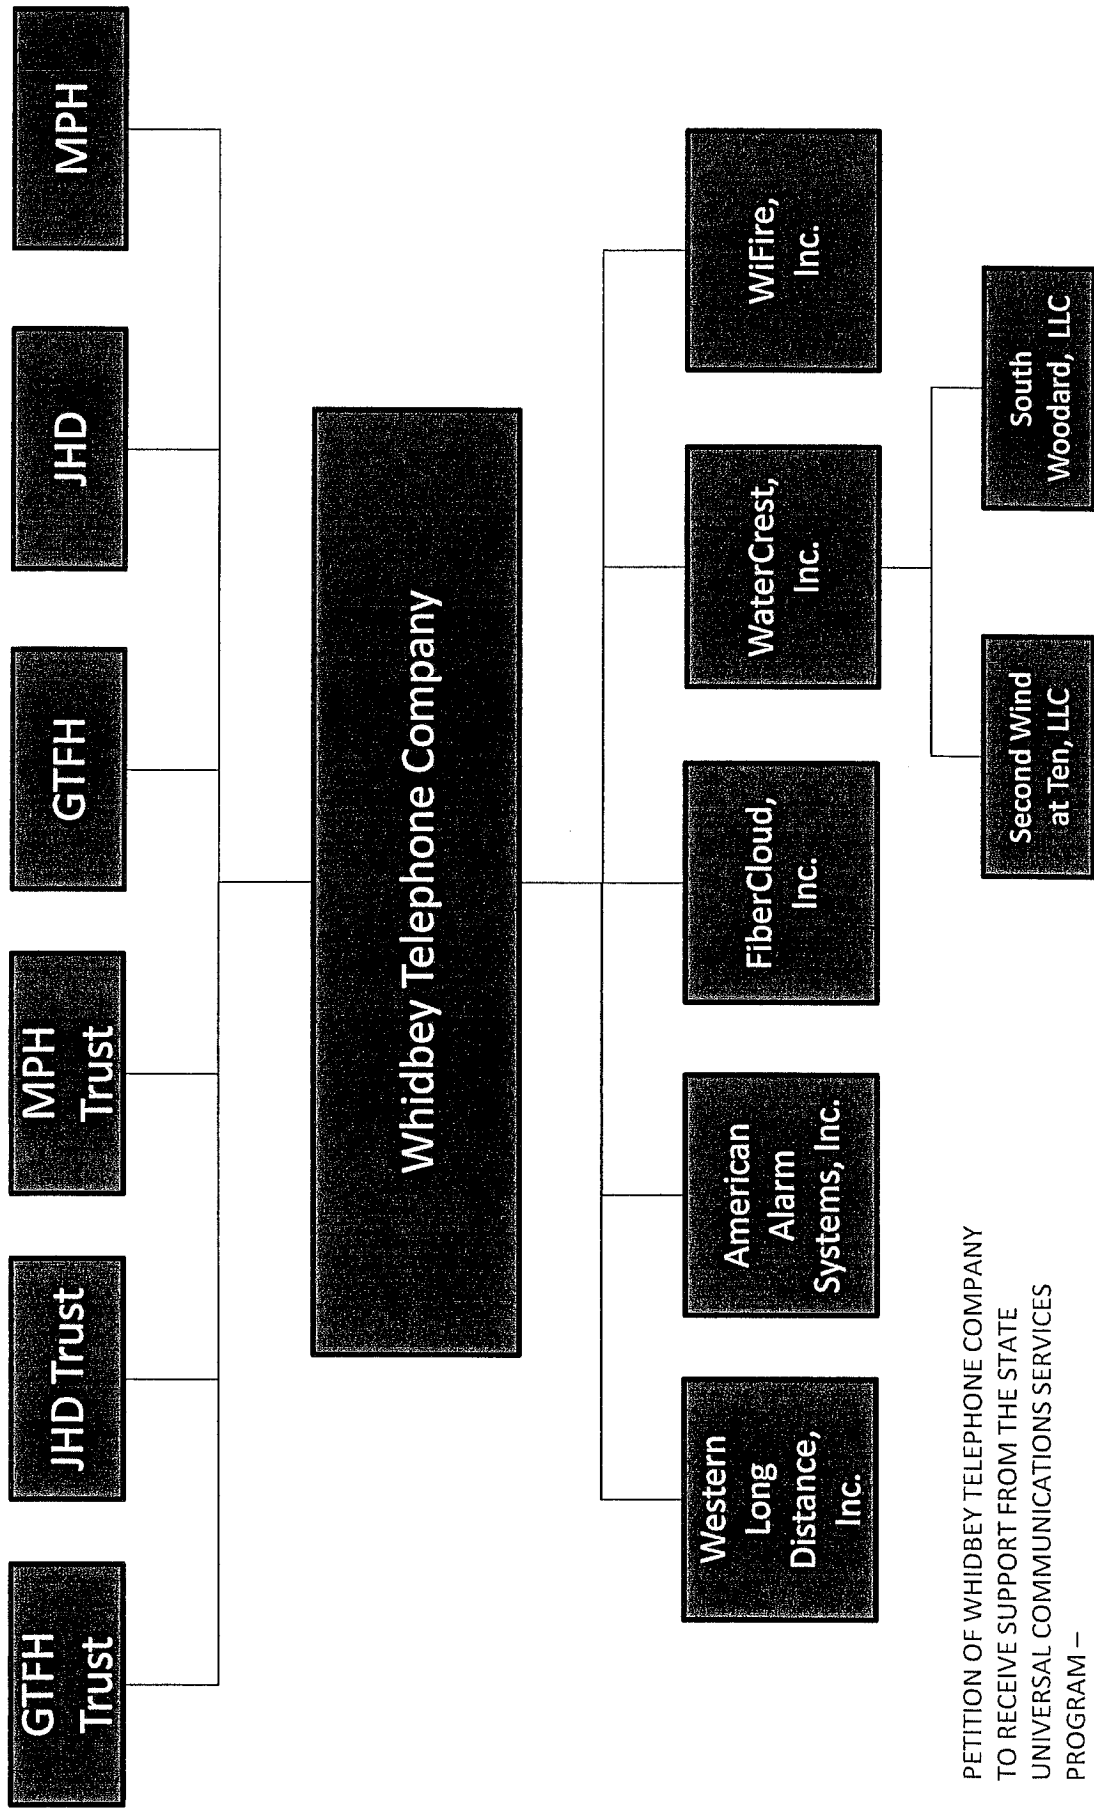 GTFH
Trust
JHD Trust
MPH
Trust
GTFH
JHD
MPH
Whidbey Telephone Company
Western
Long
Distance,
Inc.
American
Alarm
Systems, Inc.
FiberCloud,
Inc.
WaterCrest,
Inc.
WiFire,
Inc.
Second Wind
at Ten, LLC
South
Woodard, LLC
PETITION OF WHIDBEY TELEPHONE COMPANY
TO RECEIVE SUPPORT FROM THE STATE
UNIVERSAL COMMUNICATIONS SERVICES
PROGRAM –